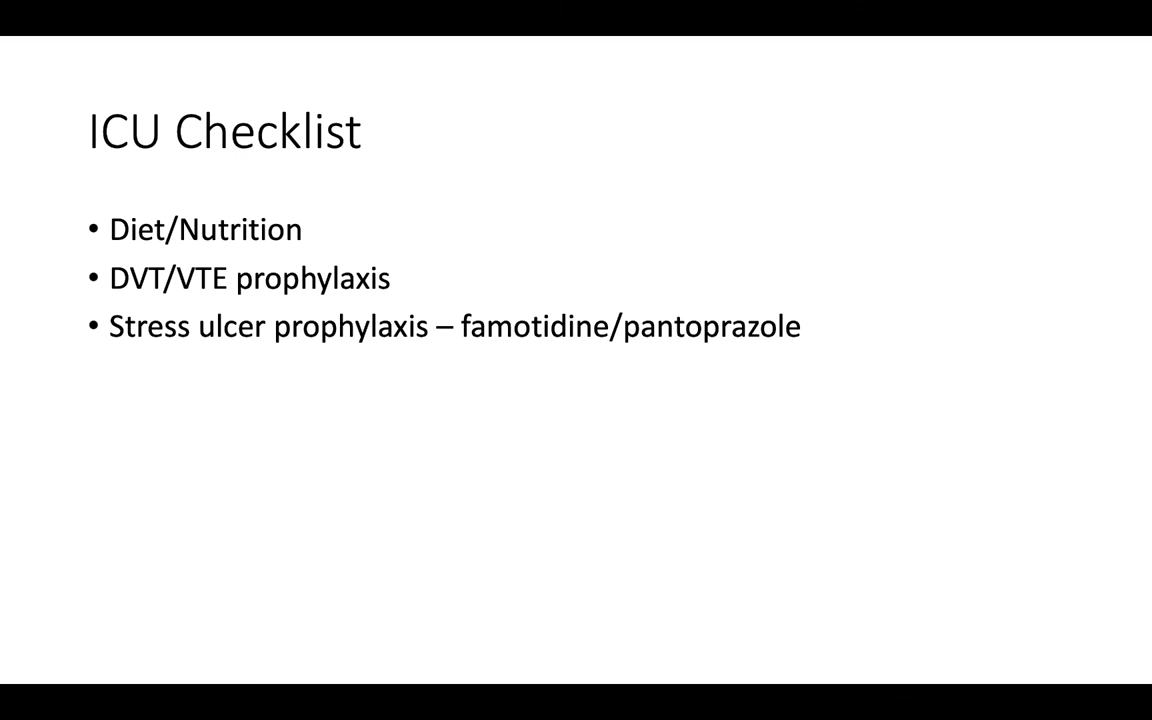 ICU Checklist
• Diet/Nutrition
• DVT/VTE prophylaxis
• Stress ulcer prophylaxis – famotidine/pantoprazole